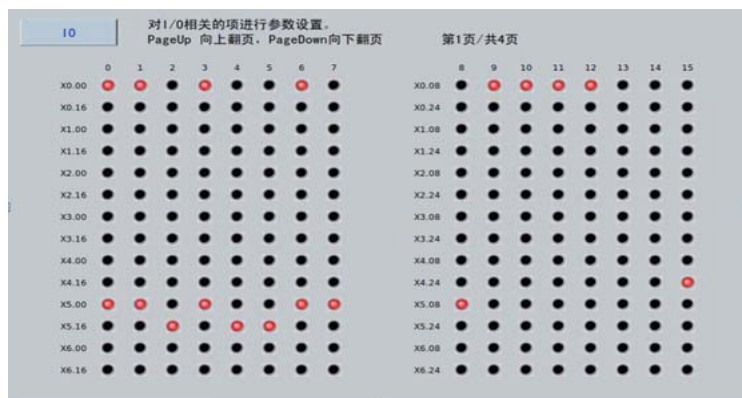 IO
对I/O相关的项进行参数设置。
PageUp 向上翻页，PageDown向下翻页 第1页/共4页
0 1 2 3 4 5 6 7 8 9 10 11 12 13 14 15
X0.00 X0.08
X0.16 X0.24
X1.00 X1.08
X1.16 X1.24
X2.00 X2.08
X2.16 X2.24
X3.00 X3.08
X3.16 X3.24
X4.00 X4.08
X4.16 X4.24
X5.00 X5.08
X5.16 X5.24
X6.00 X6.08
X6.16 X6.24